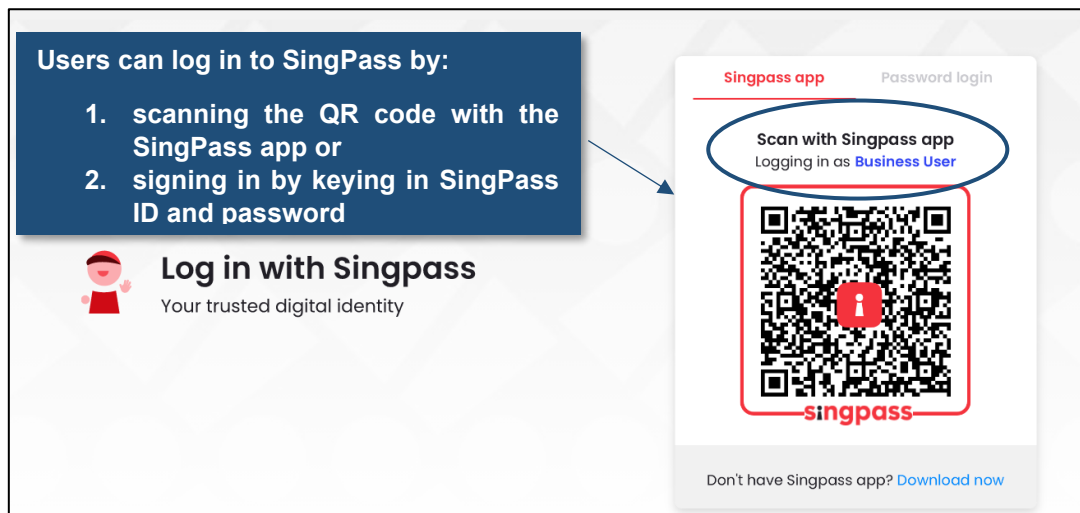 Users can log in to SingPass by:
1. scanning the QR code with the
SingPass app or
2. signing in by keying in SingPass
ID and password
Log in with Singpass
Your trusted digital identity
Singpass app
Password login
Scan with Singpass app
Logging in as Business User
singpass
Don't have Singpass app? Download now